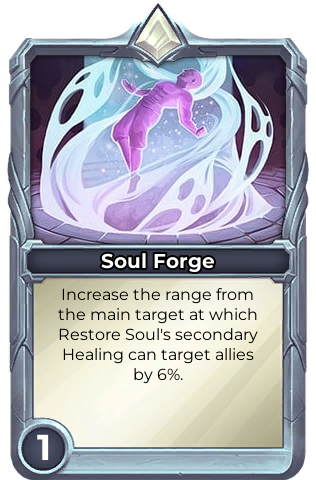 Soul Forge
Increase the range from
the main target at which
Restore Soul's secondary
Healing can target allies
by 6%.
1